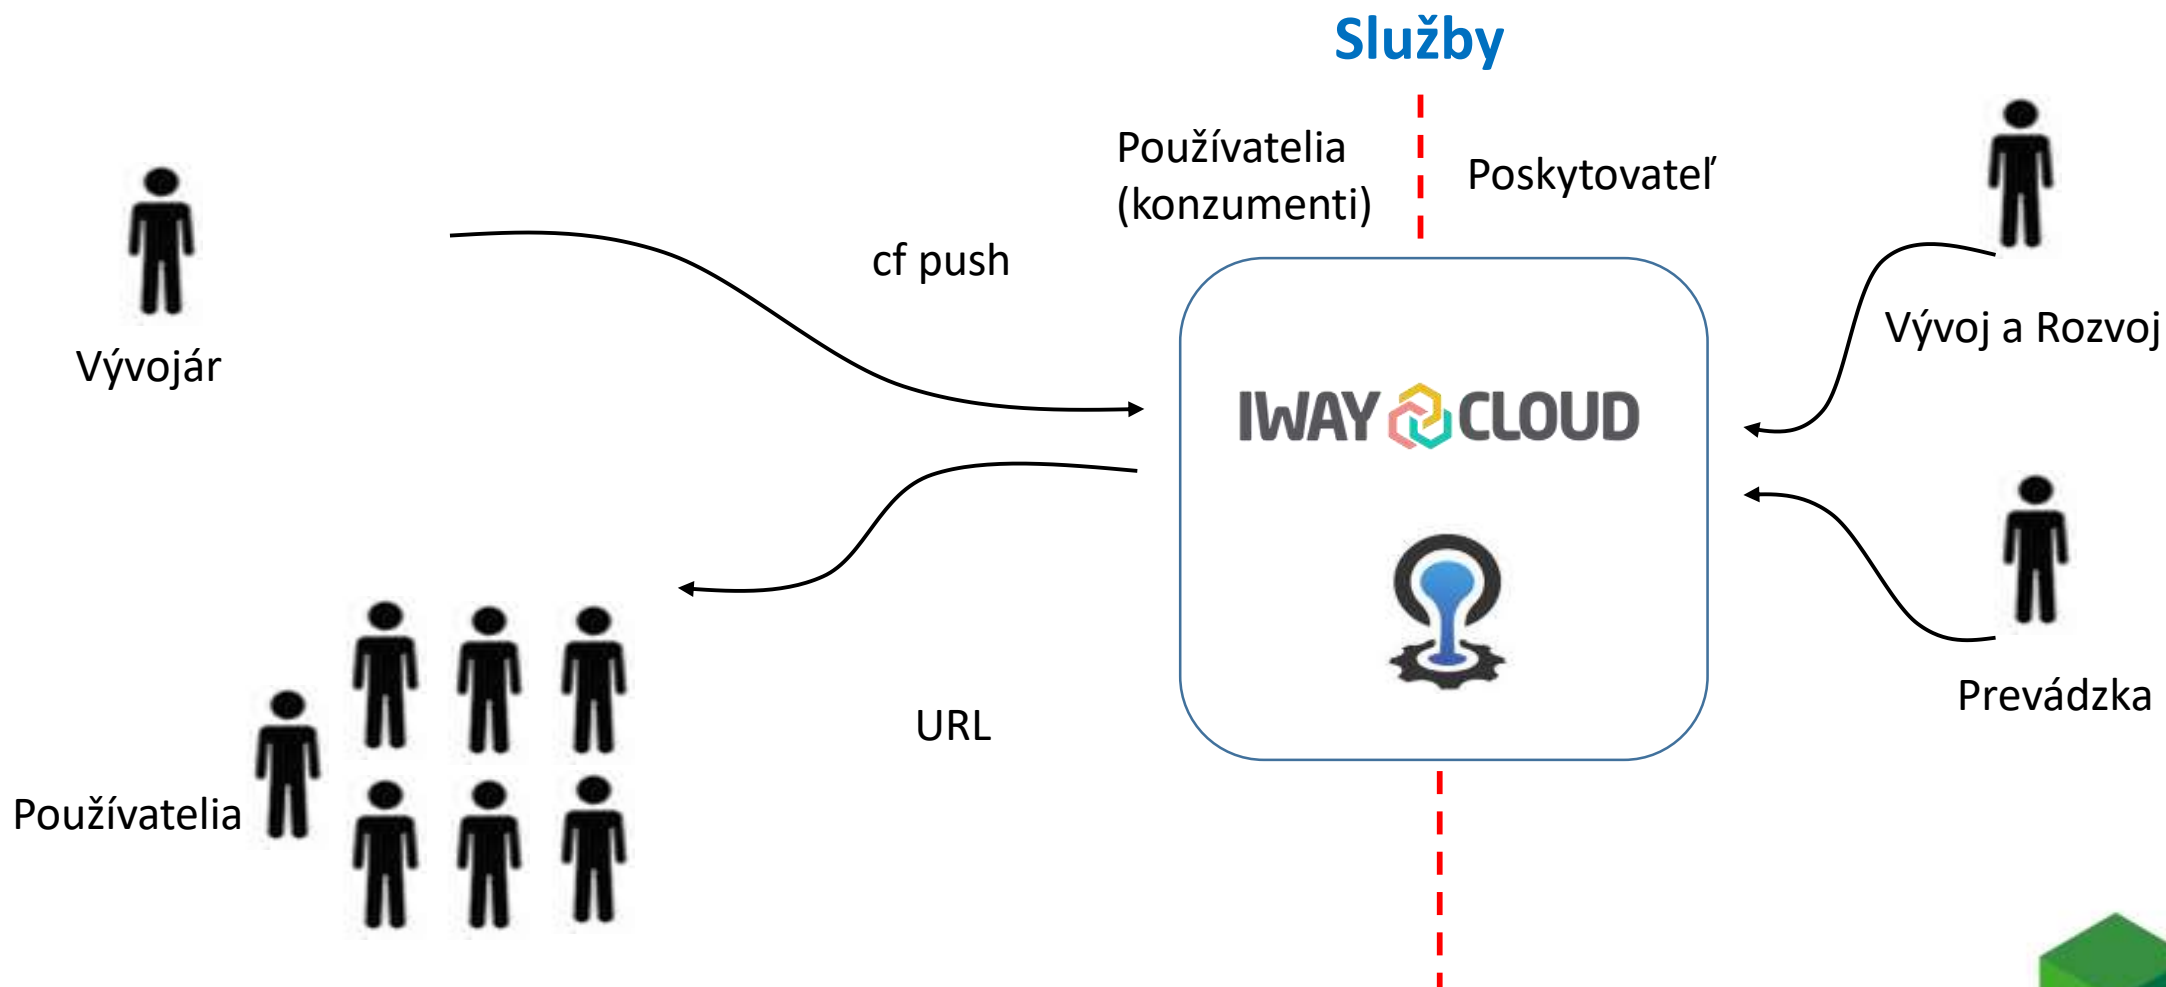 Služby
Používatelia
(konzumenti)
Poskytovateľ
cf push
Vývojár
Vývoj a Rozvoj
IWAY CLOUD
URL
Prevádzka
Používatelia